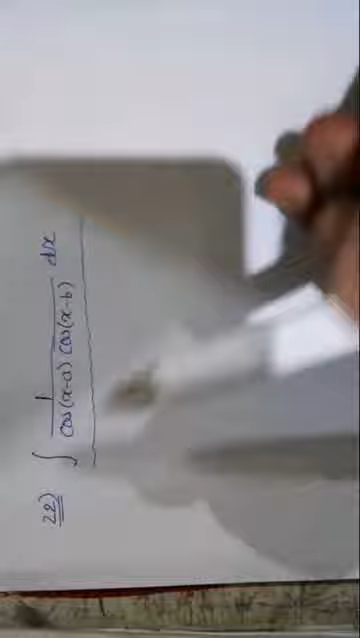 22) ∫ 1/cos(x-a) cos(x-b) dx